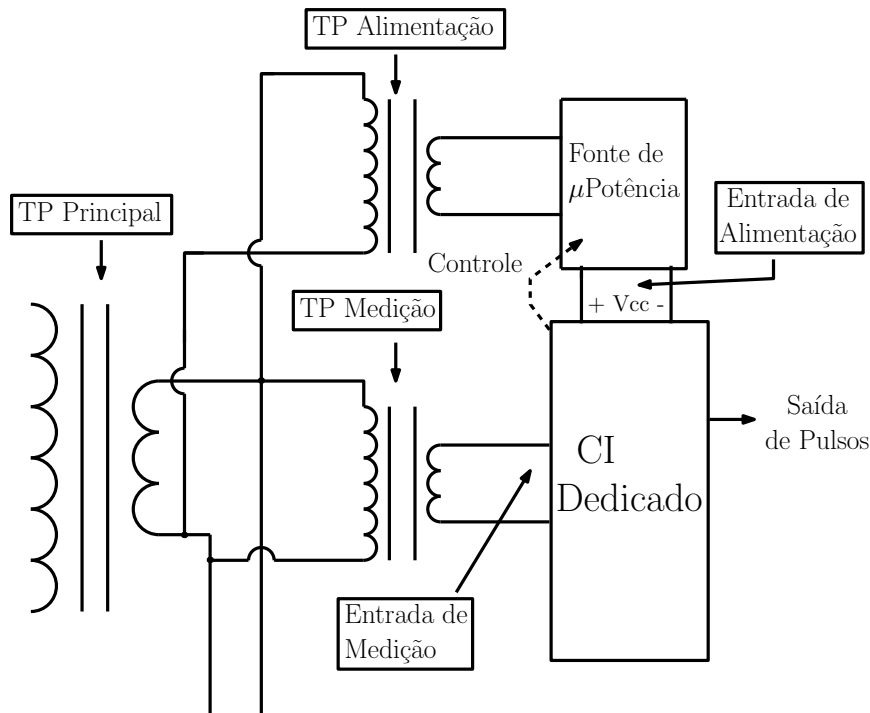 TP Alimentação
Fonte de
μPotência
TP Principal
Entrada de
Alimentação
Controle
TP Medição
+ Vcc -
Saída
de Pulsos
CI
Dedicado
Entrada de
Medição